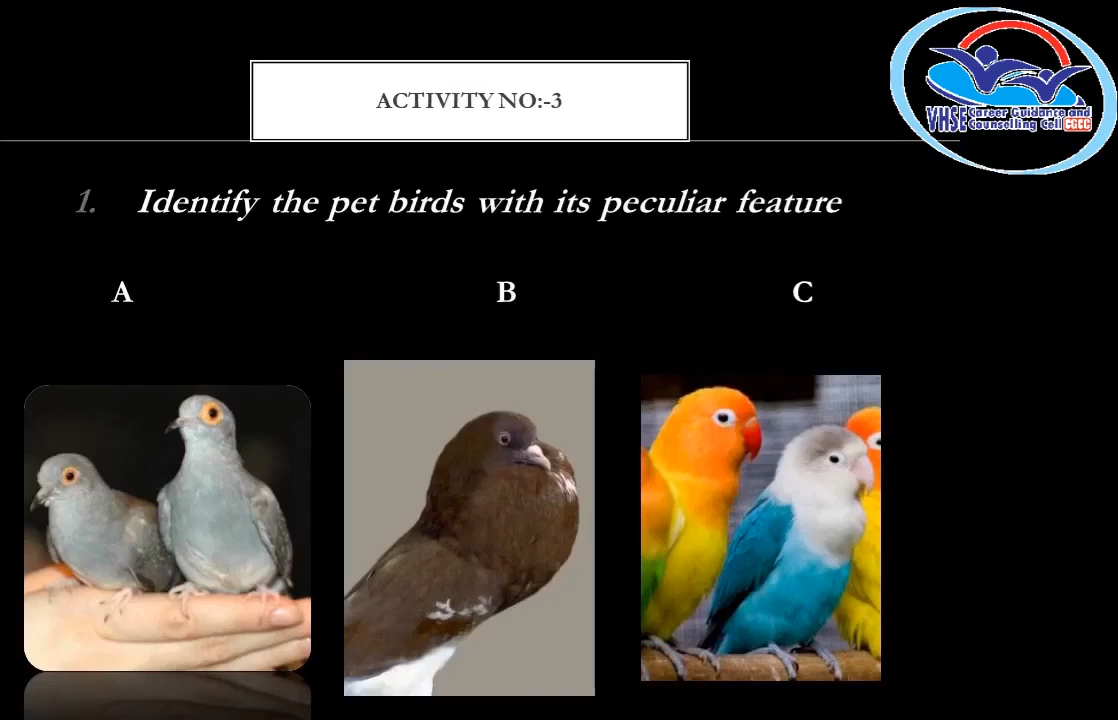 ACTIVITY NO:-3
VHSE Career Guidance and
Counselling Cell CGCC
1. Identify the pet birds with its peculiar feature
A B C